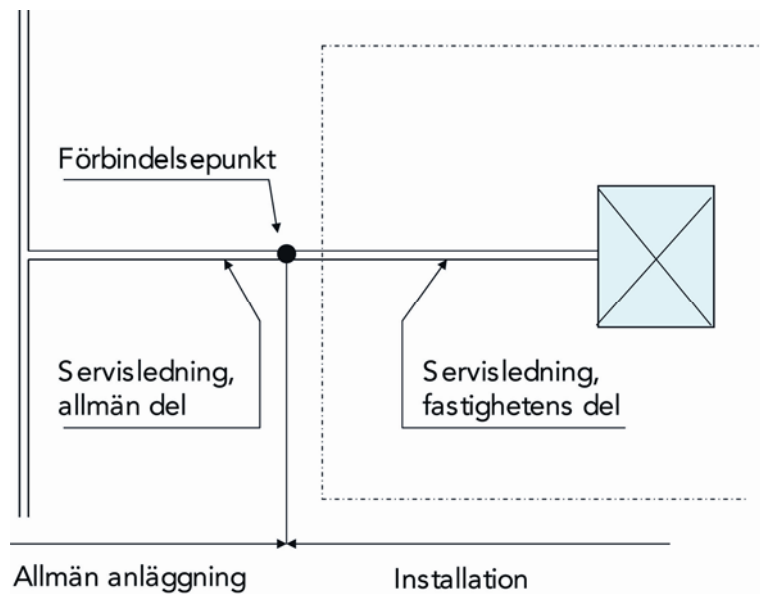 Förbindelsepunkt
Servisledning,
allmän del
Servisledning,
fastighetens del
Allmän anläggning
Installation